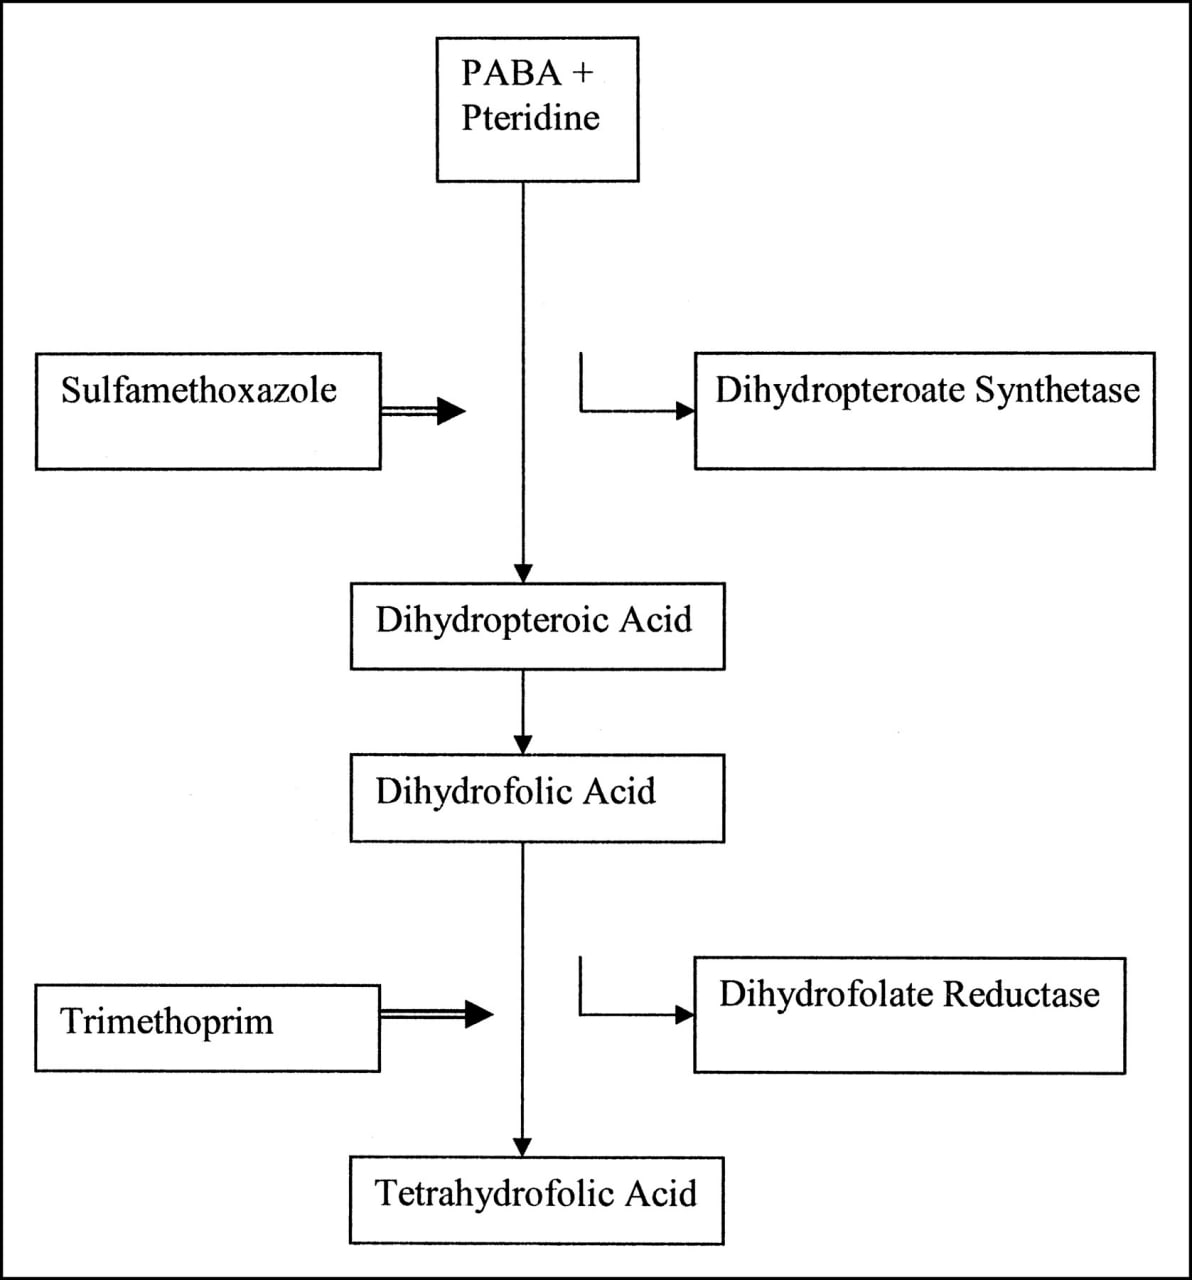 PABA +
Pteridine
Sulfamethoxazole
Dihydropteroate Synthetase
Dihydropteroic Acid
Dihydrofolic Acid
Trimethoprim
Dihydrofolate Reductase
Tetrahydrofolic Acid